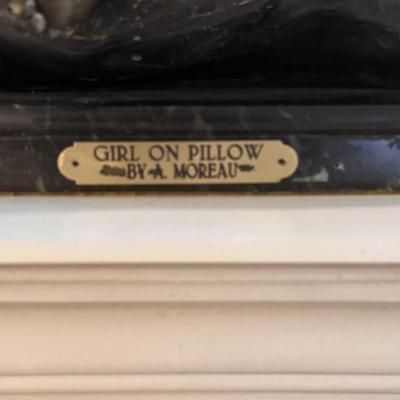 GIRL ON PILLOW
BY A. MOREAU